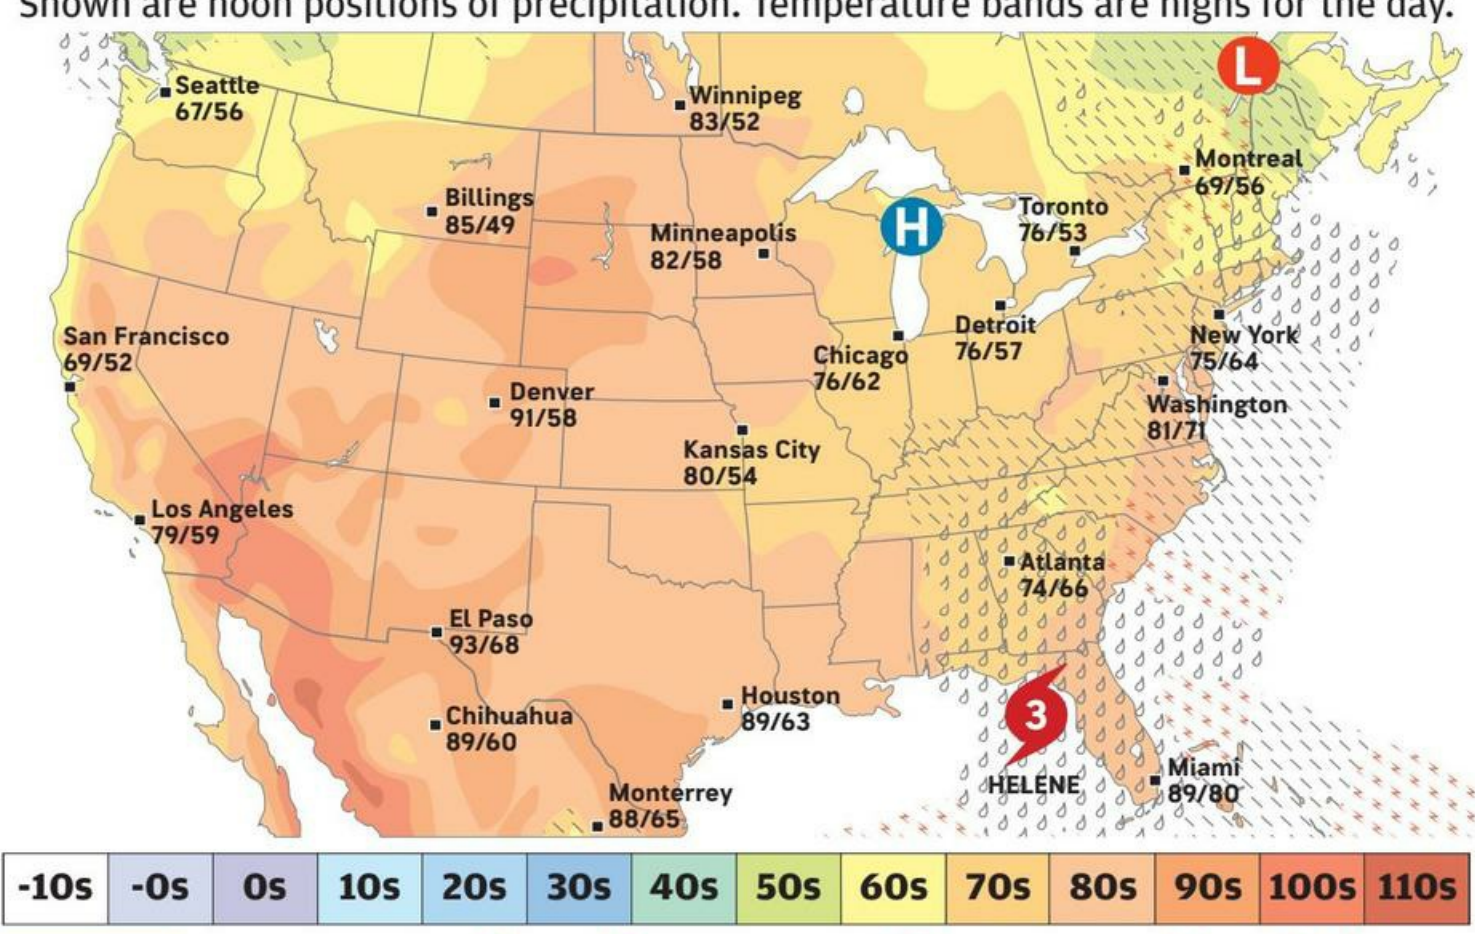 Shown are noon positions of precipitation. Temperature bands are highs for the day.
L
Seattle
67/56
Winnipeg
83/52
Montreal
69/56
Billings
85/49
Toronto
76/53
H
Minneapolis
82/58
San Francisco
69/52
Detroit
76/57
New York
75/64
Chicago
76/62
Denver
91/58
Washington
81/71
Kansas City
80/54
Los Angeles
79/59
Atlanta
74/66
El Paso
93/68
Houston
89/63
3
HELENE
Chihuahua
89/60
Miami
89/80
Monterrey
88/65
-10s -0s 0s 10s 20s 30s 40s 50s 60s 70s 80s 90s 100s 110s